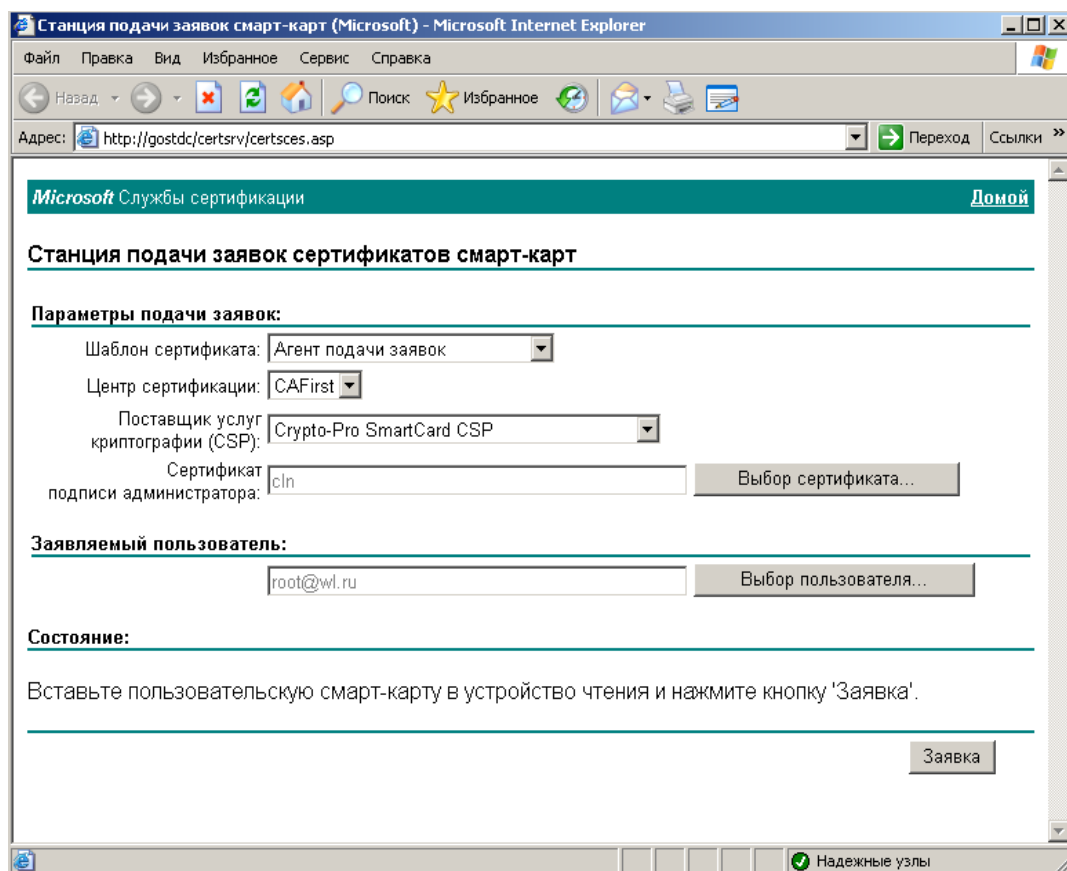 Станция подачи заявок смарт-карт (Microsoft) - Microsoft Internet Explorer
Файл Правка Вид Избранное Сервис Справка
Назад Поиск Избранное
Адрес: http://gostdc/certsrv/certsces.asp Переход Ссылки »
Microsoft Службы сертификации Домой
Станция подачи заявок сертификатов смарт-карт
Параметры подачи заявок:
Шаблон сертификата: Агент подачи заявок
Центр сертификации: CAFirst
Поставщик услуг
криптографии (CSP): Crypto-Pro SmartCard CSP
Сертификат
подписи администратора: cln Выбор сертификата...
Заявляемый пользователь:
root@wl.ru Выбор пользователя...
Состояние:
Вставьте пользовательскую смарт-карту в устройство чтения и нажмите кнопку 'Заявка'.
Заявка
Надежные узлы